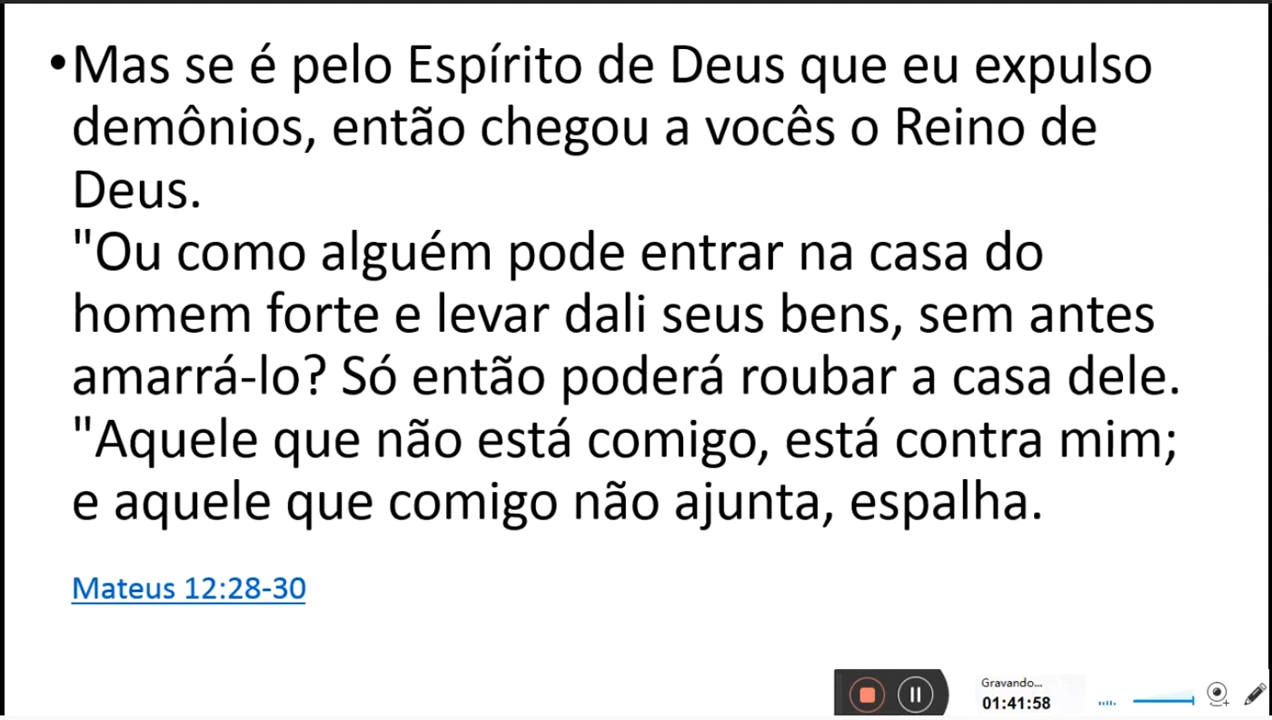 •Mas se é pelo Espírito de Deus que eu expulso
demônios, então chegou a vocês o Reino de
Deus.
"Ou como alguém pode entrar na casa do
homem forte e levar dali seus bens, sem antes
amarrá-lo? Só então poderá roubar a casa dele.
"Aquele que não está comigo, está contra mim;
e aquele que comigo não ajunta, espalha.
Mateus 12:28-30
Gravando...
01:41:58